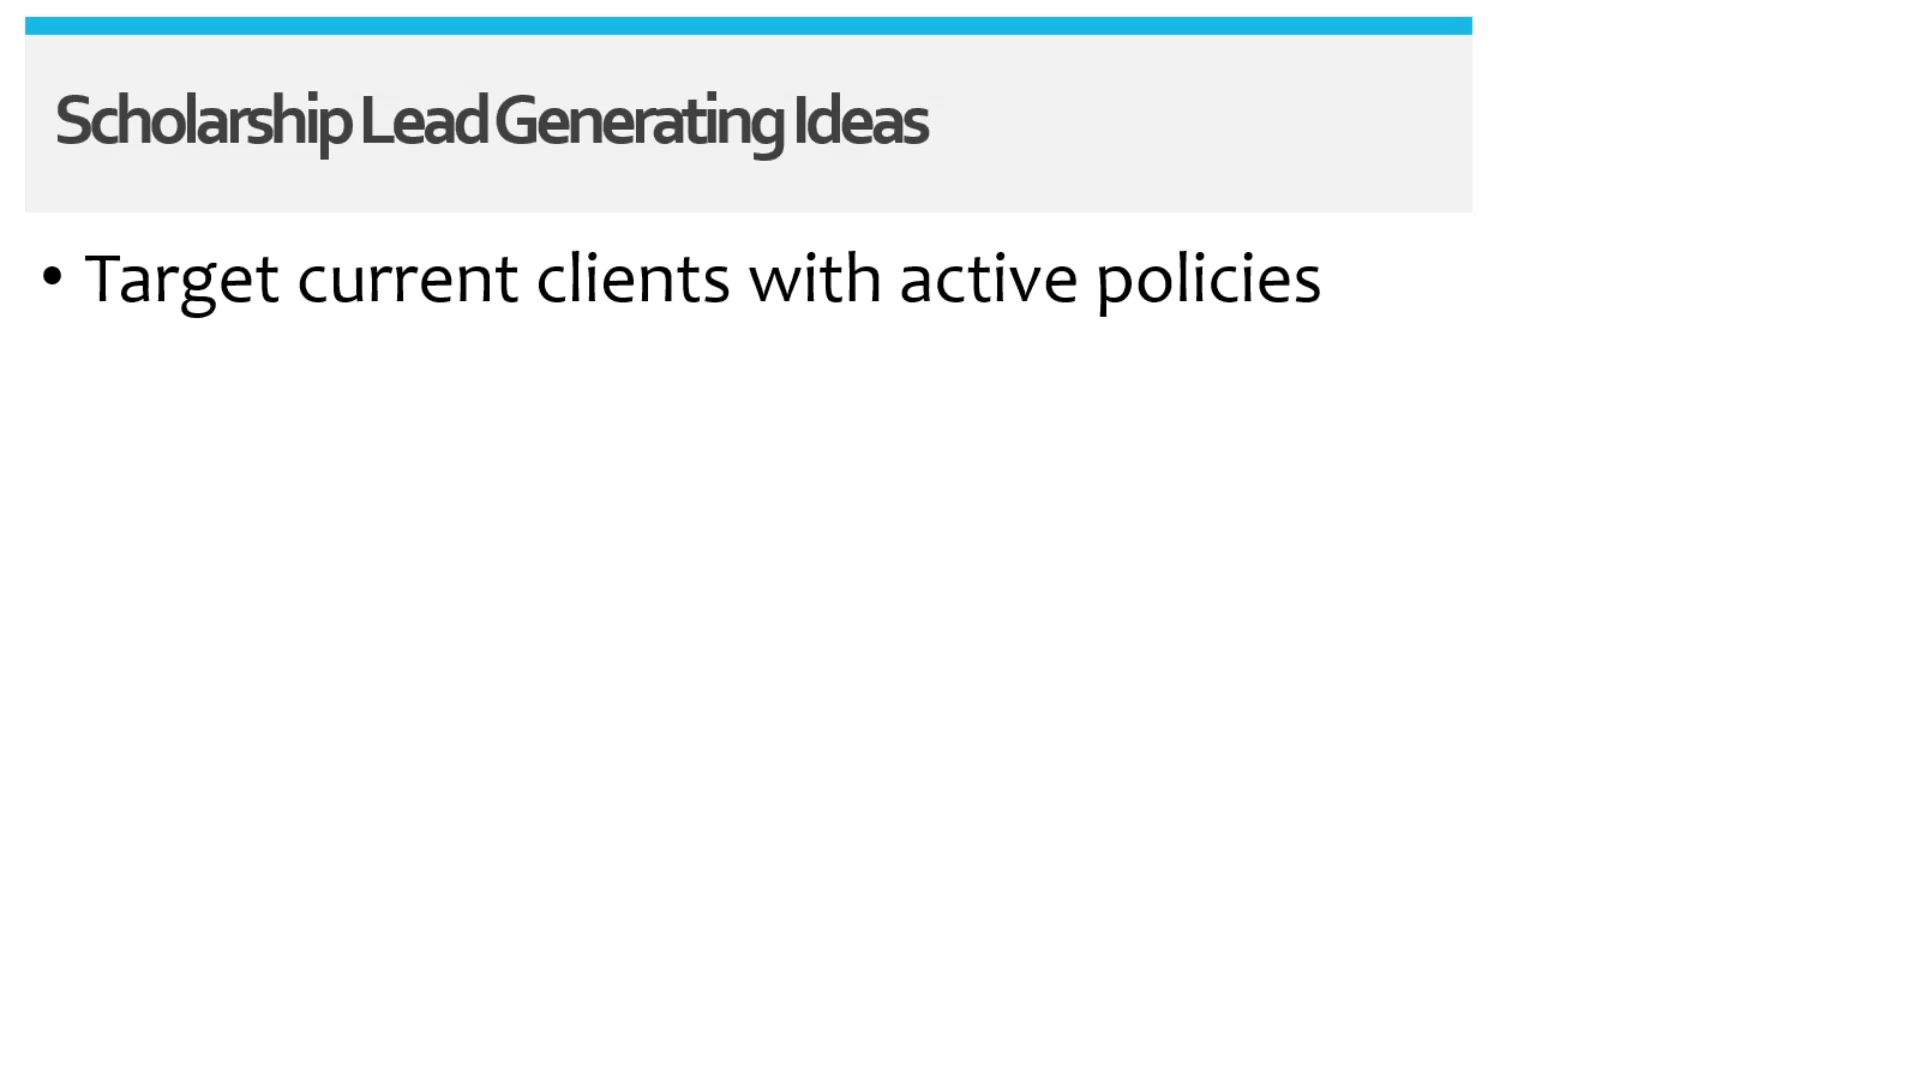 Scholarship Lead Generating Ideas
• Target current clients with active policies